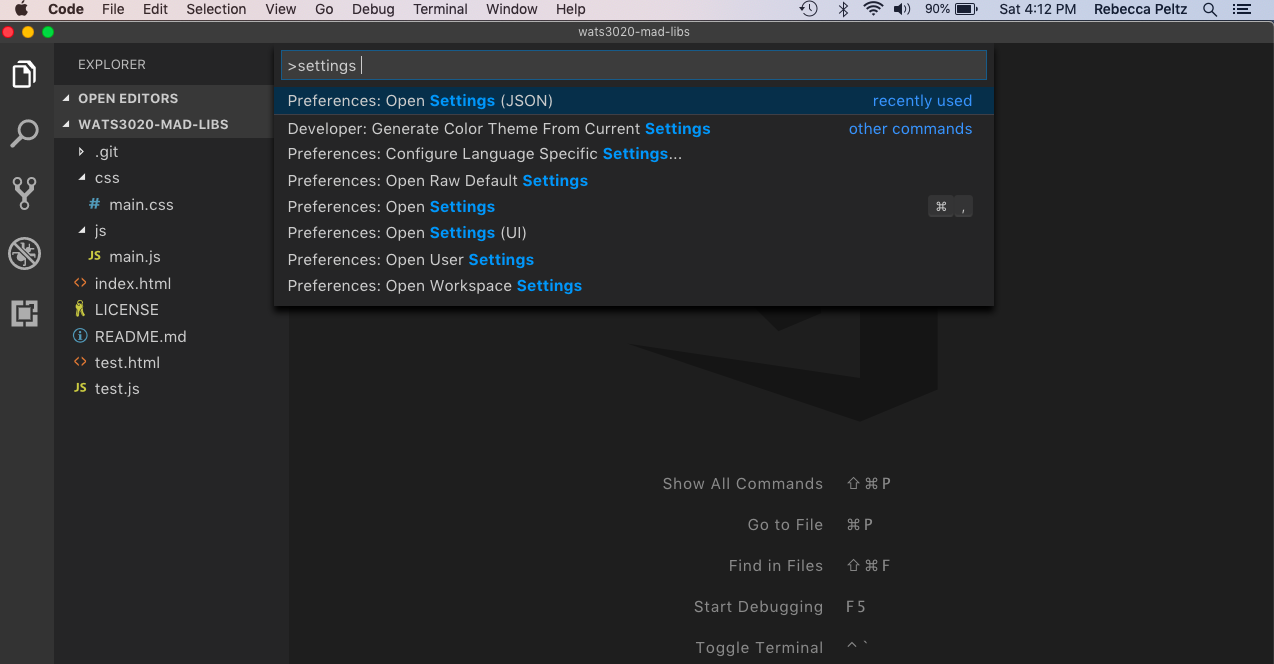 Code File Edit Selection View Go Debug Terminal Window Help 90% Sat 4:12 PM Rebecca Peltz
wats3020-mad-libs
EXPLORER
OPEN EDITORS
WATS3020-MAD-LIBS
.git
css
# main.css
js
JS main.js
<> index.html
LICENSE
README.md
<> test.html
JS test.js
>settings
Preferences: Open Settings (JSON) recently used
Developer: Generate Color Theme From Current Settings other commands
Preferences: Configure Language Specific Settings...
Preferences: Open Raw Default Settings
Preferences: Open Settings ⌘ ,
Preferences: Open Settings (UI)
Preferences: Open User Settings
Preferences: Open Workspace Settings
Show All Commands ⇧⌘P
Go to File ⌘P
Find in Files ⇧⌘F
Start Debugging F5
Toggle Terminal ^`